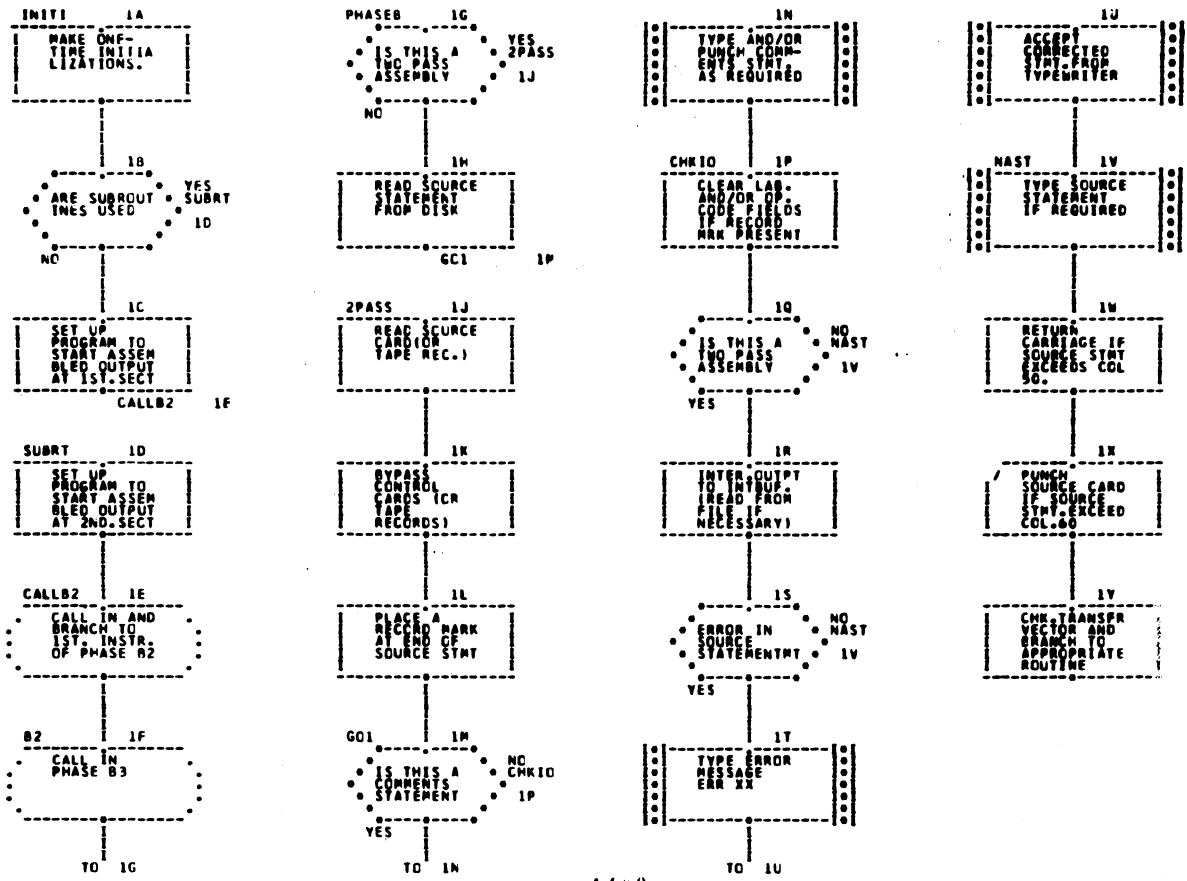 INITI 1A
MAKE ONE-
TIME INITIA
LIZATIONS.
1B
ARE SUBROUT
INES USED
YES
SUBRT
1D
NO
1C
SET UP
PROGRAM TO
START ASSEM
BLED OUTPUT
AT 1ST.SECT
CALLB2 1E
SUBRT 1D
SET UP
PROGRAM TO
START ASSEM
BLED OUTPUT
AT 2ND.SECT
CALLB2 1E
CALL IN AND
BRANCH TO
1ST. INSTR.
OF PHASE B2
B2 1F
CALL IN
PHASE B3
TO 1G
PHASEB 1G
IS THIS A
TWO PASS
ASSEMBLY
YES
2PASS
1J
NO
1H
READ SOURCE
STATEMENT
FROM DISK
GC1 1M
2PASS 1J
READ SOURCE
CARD(OR
TAPE REC.)
1K
BYPASS
CONTROL
CARDS (CR
TAPE
RECORDS)
1L
PLACE A
RECORD MARK
AT END OF
SOURCE STMT
GO1 1M
IS THIS A
COMMENTS
STATEMENT
NO
CHKIO
1P
YES
TO 1N
1N
TYPE AND/OR
PUNCH COMM-
ENTS STMT.
AS REQUIRED
CHKIO 1P
CLEAR LAB.
AND/OR OP.
CODE FIELDS
IF RECORD
MRK PRESENT
1Q
IS THIS A
TWO PASS
ASSEMBLY
NO
NAST
1V
YES
1R
INTER.OUTPT
TO INTBUF.
(READ FROM
FILE IF
NECESSARY)
1S
ERROR IN
SOURCE
STATEMENTMT
NO
NAST
1V
YES
1T
TYPE ERROR
MESSAGE
ERR XX
TO 1U
1U
ACCEPT
CORRECTED
STMT.FROM
TYPEWRITER
NAST 1V
TYPE SOURCE
STATEMENT
IF REQUIRED
1W
RETURN
CARRIAGE IF
SOURCE STMT
EXCEEDS COL
50.
1X
PUNCH
SOURCE CARD
IF SOURCE
STMT.EXCEED
COL.60
1Y
CHK.TRANSFR
VECTOR AND
BRANCH TO
APPROPRIATE
ROUTINE